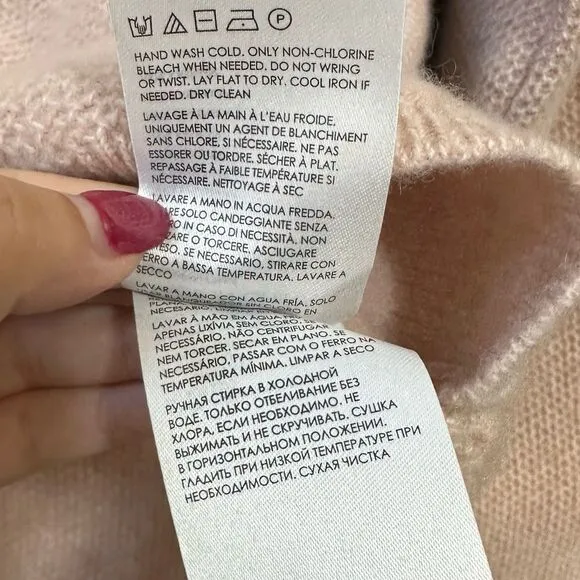 P
HAND WASH COLD. ONLY NON-CHLORINE
BLEACH WHEN NEEDED. DO NOT WRING
OR TWIST. LAY FLAT TO DRY. COOL IRON IF
NEEDED. DRY CLEAN
LAVAGE À LA MAIN À L'EAU FROIDE.
UNIQUEMENT UN AGENT DE BLANCHIMENT
SANS CHLORE, SI NÉCESSAIRE. NE PAS
ESSORER OU TORDRE. SÉCHER À PLAT.
REPASSAGE À FAIBLE TEMPÉRATURE SI
NÉCESSAIRE. NETTOYAGE À SEC
LAVARE A MANO IN ACQUA FREDDA.
SOLO CANDEGGIANTE SENZA
IN CASO DI NECESSITÀ. NON
O TORCERE. ASCIUGARE
SE NECESSARIO, STIRARE CON
FERRO A BASSA TEMPERATURA. LAVARE A
SECCO
LAVAR A MANO CON AGUA FRÍA. SOLO
SIN CLORO EN
LAVAR À MÃO EM ÁGUA
APENAS LIXÍVIA SEM CLORO, SE
NECESSÁRIO. NÃO CENTRIFUGAR
NEM TORCER. SECAR EM PLANO. SE
NECESSÁRIO, PASSAR COM O FERRO NA
TEMPERATURA MÍNIMA. LIMPAR A SECO
РУЧНАЯ СТИРКА В ХОЛОДНОЙ
ВОДЕ. ТОЛЬКО ОТБЕЛИВАНИЕ БЕЗ
ХЛОРА, ЕСЛИ НЕОБХОДИМО. НЕ
ВЫЖИМАТЬ И НЕ СКРУЧИВАТЬ. СУШКА
В ГОРИЗОНТАЛЬНОМ ПОЛОЖЕНИИ.
ГЛАДИТЬ ПРИ НИЗКОЙ ТЕМПЕРАТУРЕ ПРИ
НЕОБХОДИМОСТИ. СУХАЯ ЧИСТКА